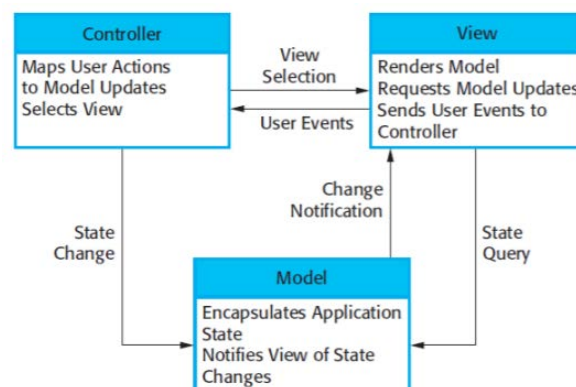 Controller
Maps User Actions
to Model Updates
Selects View
View
Selection
User Events
View
Renders Model
Requests Model Updates
Sends User Events to
Controller
State
Change
Change
Notification
State
Query
Model
Encapsulates Application
State
Notifies View of State
Changes